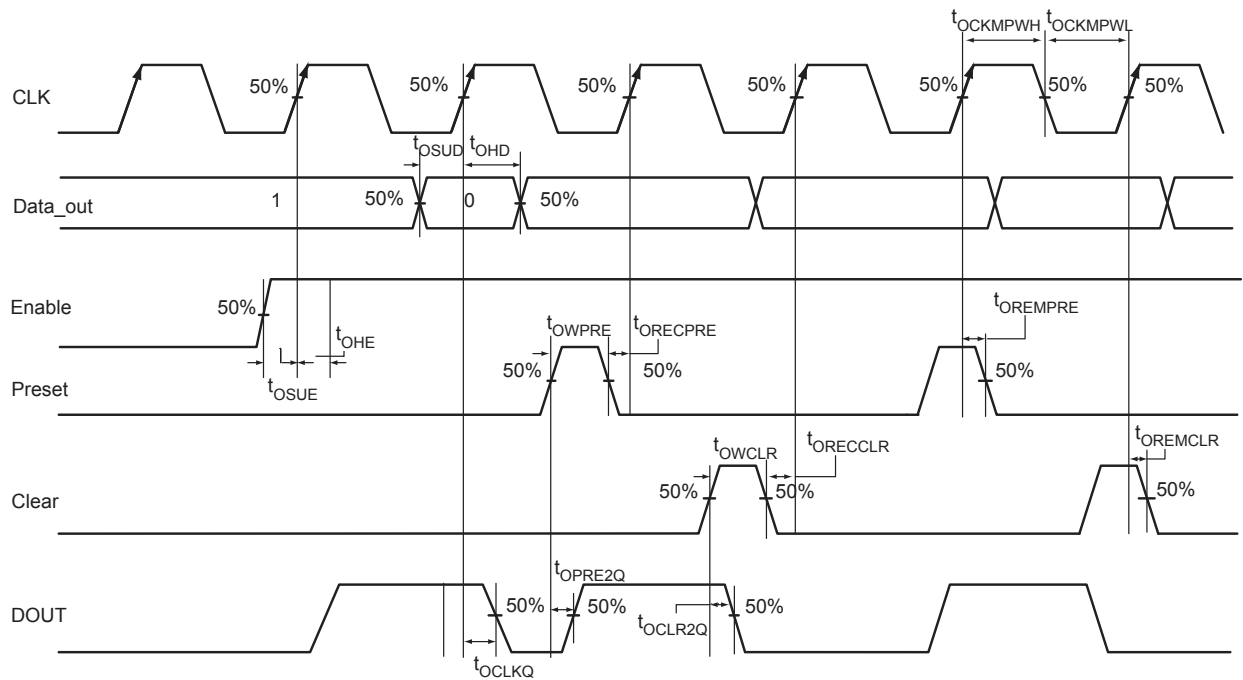 tOCKMPWH tOCKMPWL
CLK
50% 50% 50% 50% 50% 50% 50%
tOSUD tOHD
Data_out
1 50% 0 50%
Enable
50%
tOHE
tOSUE
tOWPRE tORECPRE tOREMPRE
Preset
50% 50% 50%
tOWCLR tORECCLR tOREMCLR
Clear
50% 50% 50%
tOPRE2Q
DOUT
50% 50% 50%
tOCLR2Q
tOCLKQ